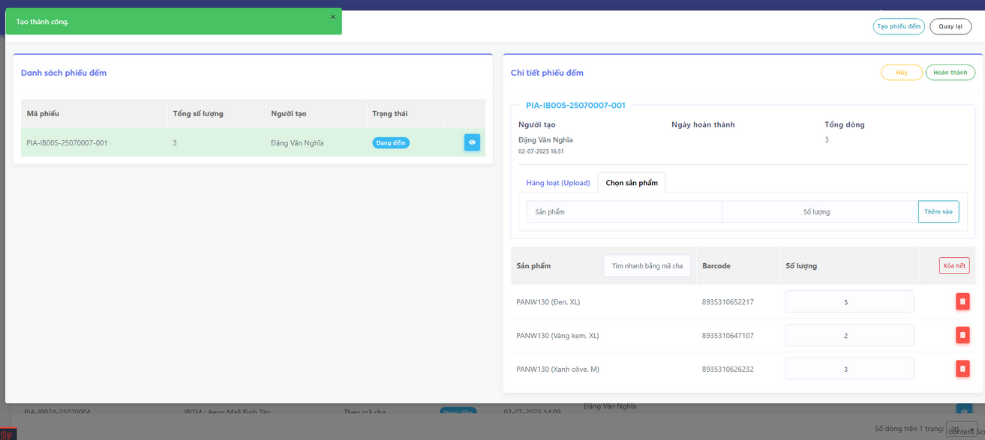 Tạo thành công.
×
Tạo phiếu đếm Quay lại
Danh sách phiếu đếm
Mã phiếu Tổng số lượng Người tạo Trạng thái
PIA-IB005-25070007-001 3 Đặng Văn Nghĩa Đang đếm
Chi tiết phiếu đếm Hủy Hoàn thành
PIA-IB005-25070007-001
Người tạo Ngày hoàn thành Tổng dòng
Đặng Văn Nghĩa 3
02-07-2025 16:51
Hàng loạt (Upload) Chọn sản phẩm
Sản phẩm Số lượng Thêm vào
Sản phẩm Tìm nhanh bằng mã cha Barcode Số lượng Xóa hết
PANW130 (Đen, XL) 8935310652217 5
PANW130 (Vàng kem, XL) 8935310647107 2
PANW130 (Xanh olive, M) 8935310626232 3
PIA-IB024-25070004 IB024 : Aeon Mall Bình Tân Theo mã cha 02-07-2025 14:09 Đặng Văn Nghĩa
Số dòng trên 1 trang: 20